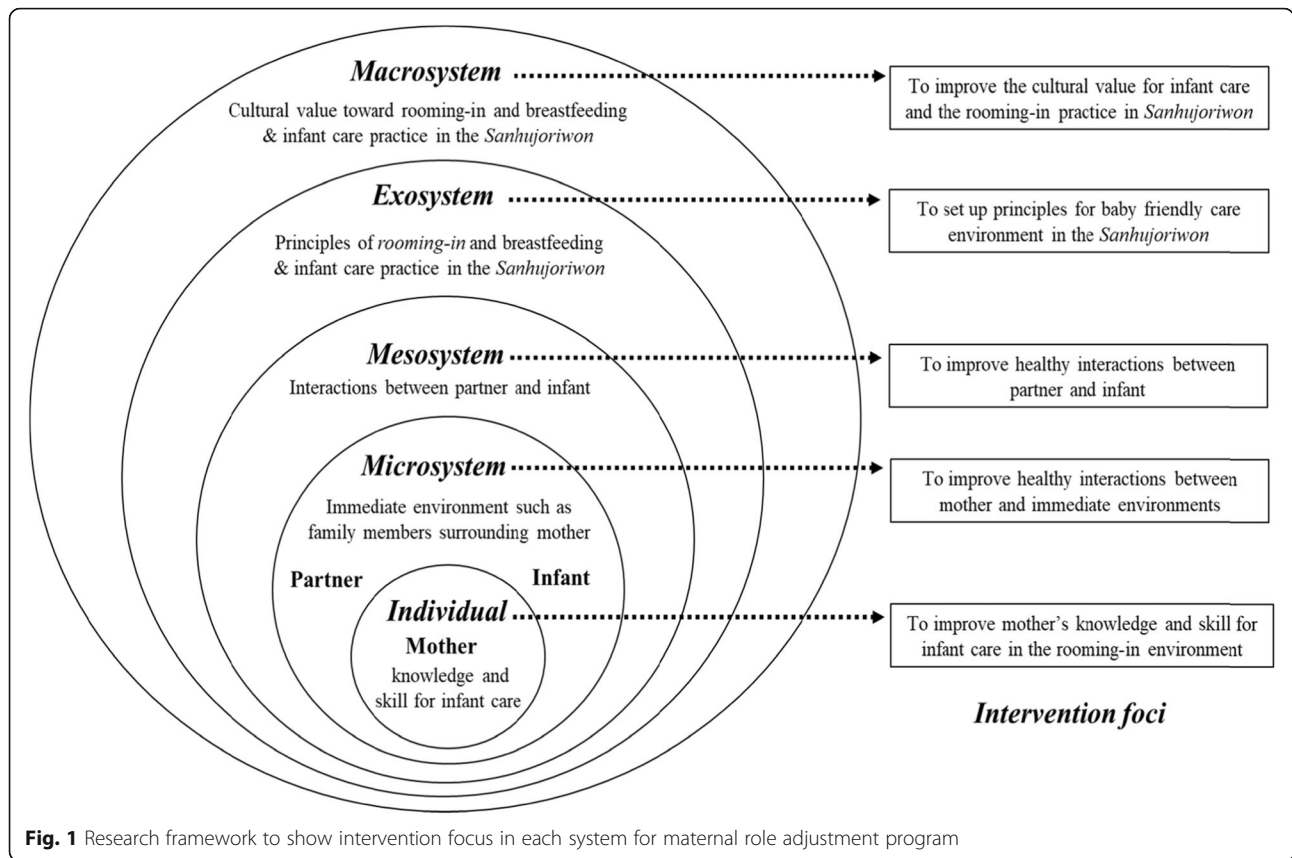 Macrosystem
Cultural value toward rooming-in and breastfeeding
& infant care practice in the Sanhujoriwon
To improve the cultural value for infant care
and the rooming-in practice in Sanhujoriwon
Exosystem
Principles of rooming-in and breastfeeding
& infant care practice in the Sanhujoriwon
To set up principles for baby friendly care
environment in the Sanhujoriwon
Mesosystem
Interactions between partner and infant
To improve healthy interactions between
partner and infant
Microsystem
Immediate environment such as
family members surrounding mother
To improve healthy interactions between
mother and immediate environments
Partner
Infant
Individual
Mother
knowledge and
skill for infant care
To improve mother's knowledge and skill for
infant care in the rooming-in environment
Intervention foci
Fig. 1 Research framework to show intervention focus in each system for maternal role adjustment program